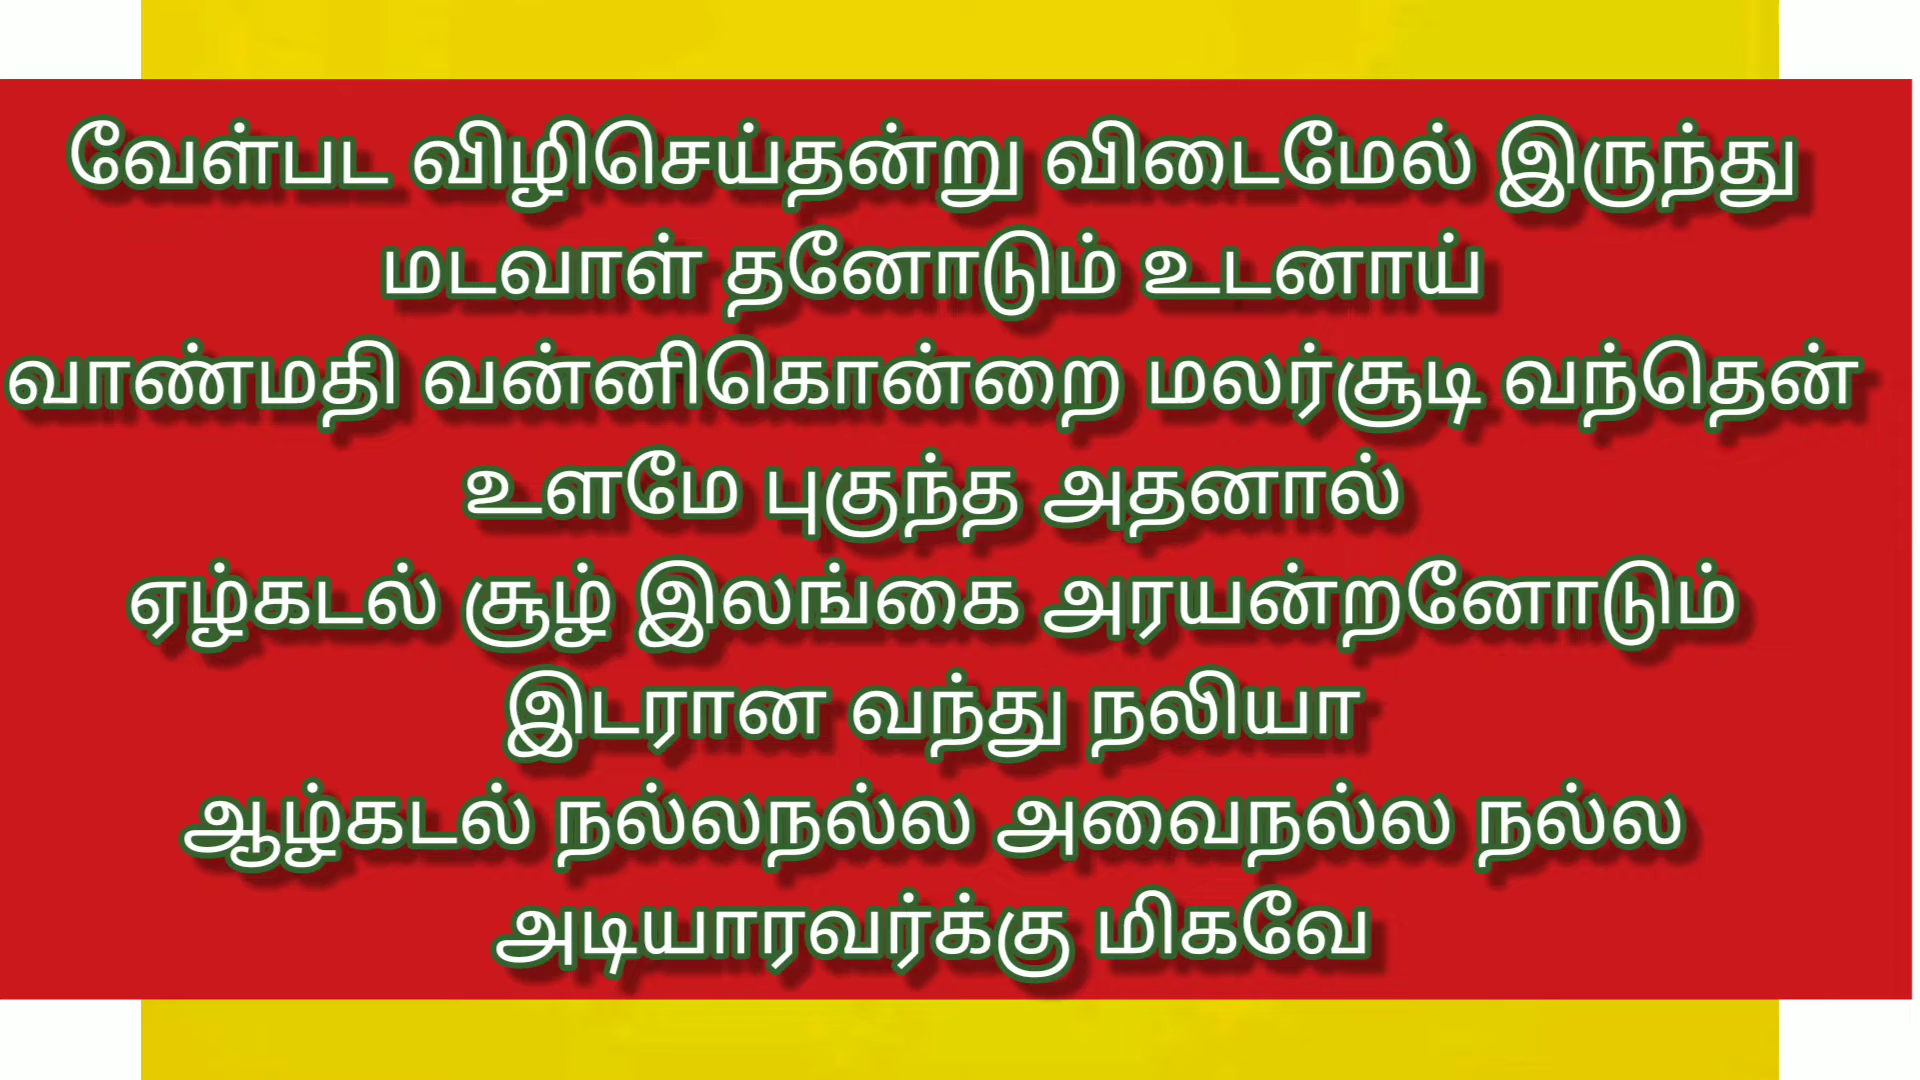 வேள்பட விழிசெய்தன்று விடைமேல் இருந்து
மடவாள் தனோடும் உடனாய்
வாண்மதி வன்னிகொன்றை மலர்சூடி வந்தென்
உளமே புகுந்த அதனால்
ஏழ்கடல் சூழ் இலங்கை அரயன்றனோடும்
இடரான வந்து நலியா
ஆழ்கடல் நல்லநல்ல அவைநல்ல நல்ல
அடியாரவர்க்கு மிகவே